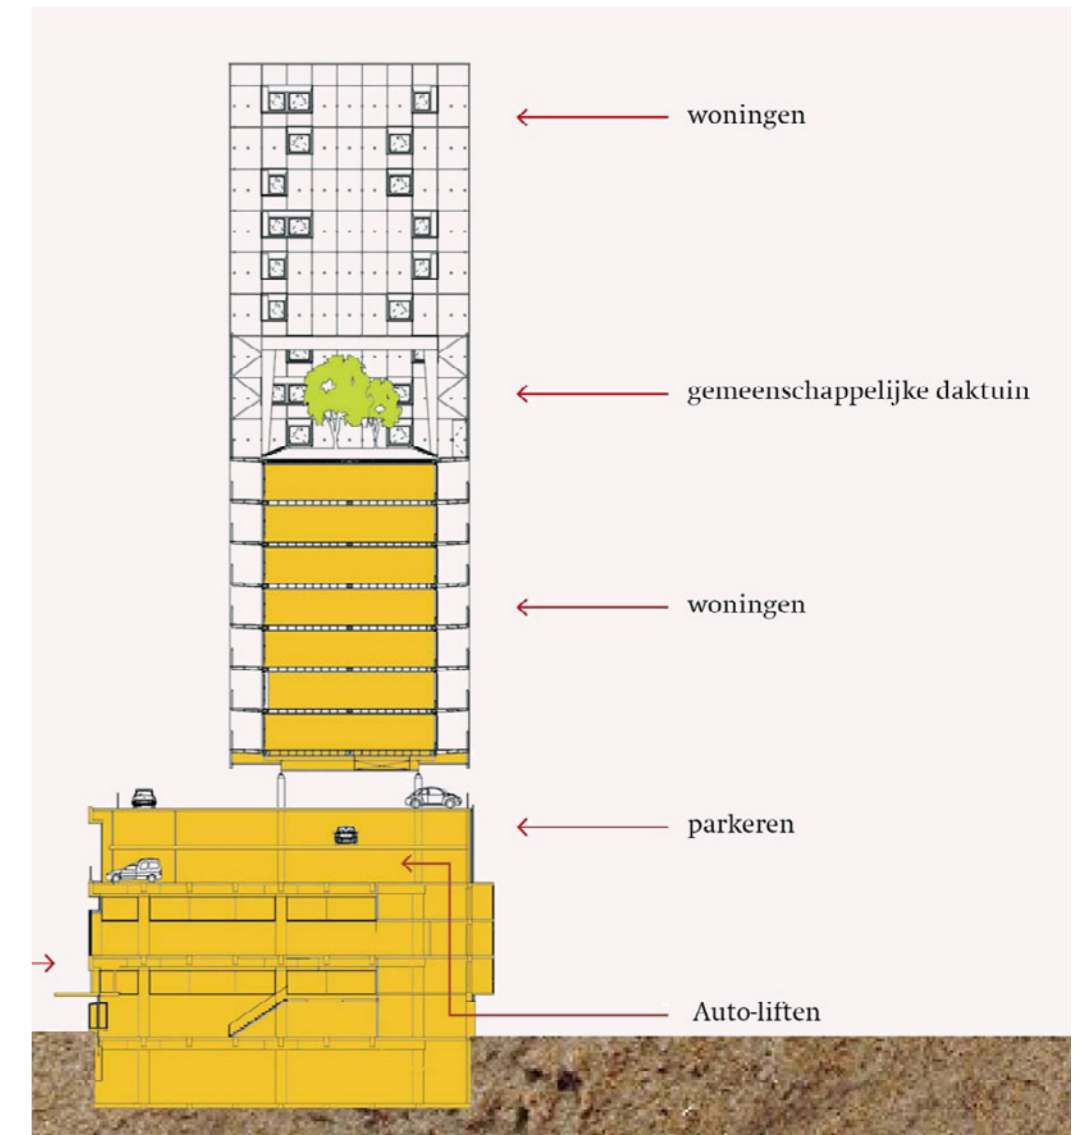 woningen
gemeenschappelijke daktuin
woningen
parkeren
Auto-liften